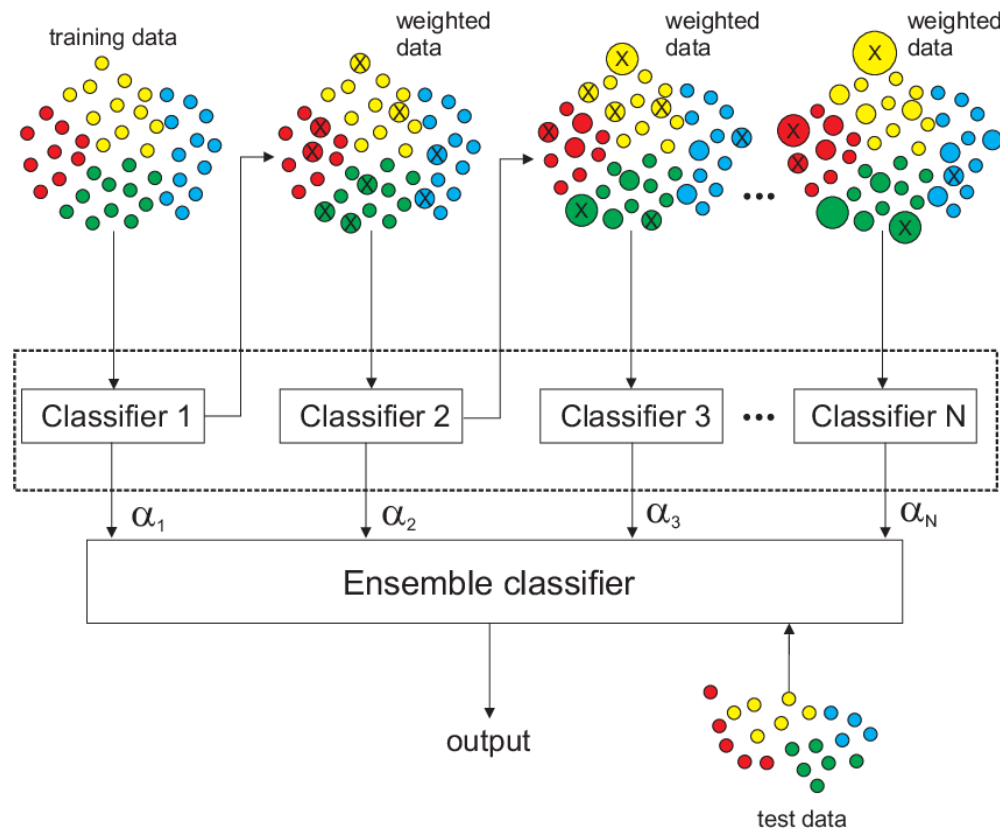 training data
weighted
data
weighted
data
weighted
data
X X X X X X X X X
X X X X X X X X
X X X X X
...
Classifier 1
Classifier 2
Classifier 3
...
Classifier N
α1
α2
α3
αN
Ensemble classifier
output
test data